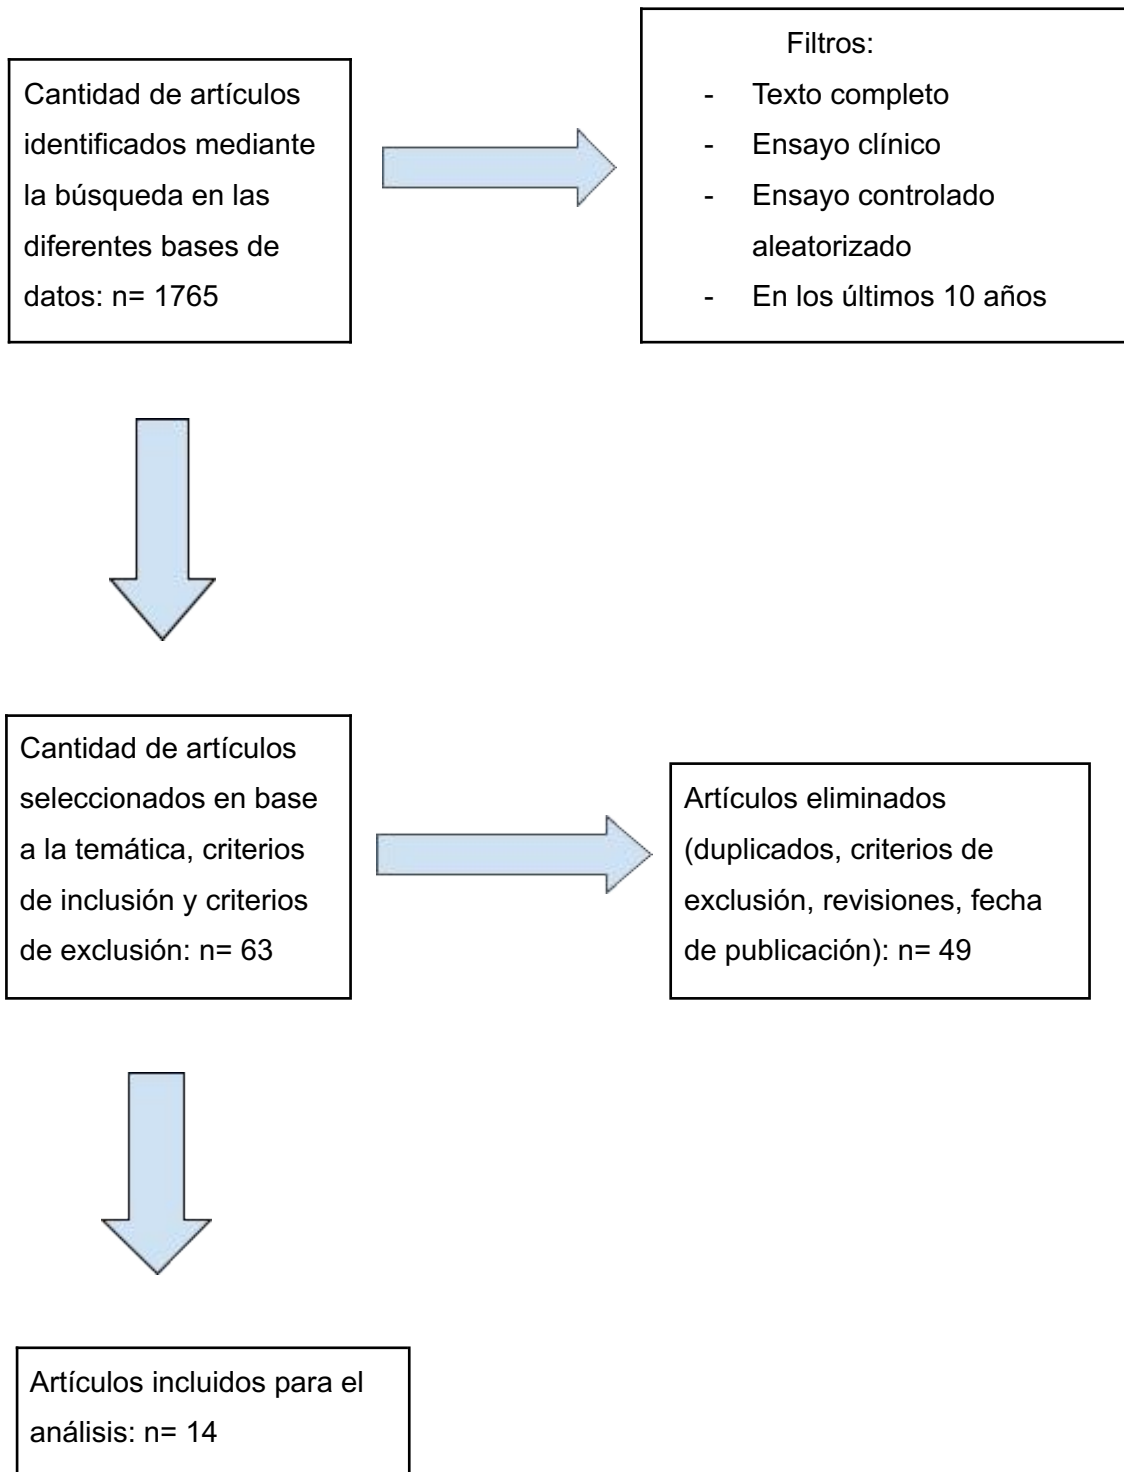 Cantidad de artículos
identificados mediante
la búsqueda en las
diferentes bases de
datos: n= 1765
Filtros:
- Texto completo
- Ensayo clínico
- Ensayo controlado
aleatorizado
- En los últimos 10 años
Cantidad de artículos
seleccionados en base
a la temática, criterios
de inclusión y criterios
de exclusión: n= 63
Artículos eliminados
(duplicados, criterios de
exclusión, revisiones, fecha
de publicación): n= 49
Artículos incluidos para el
análisis: n= 14